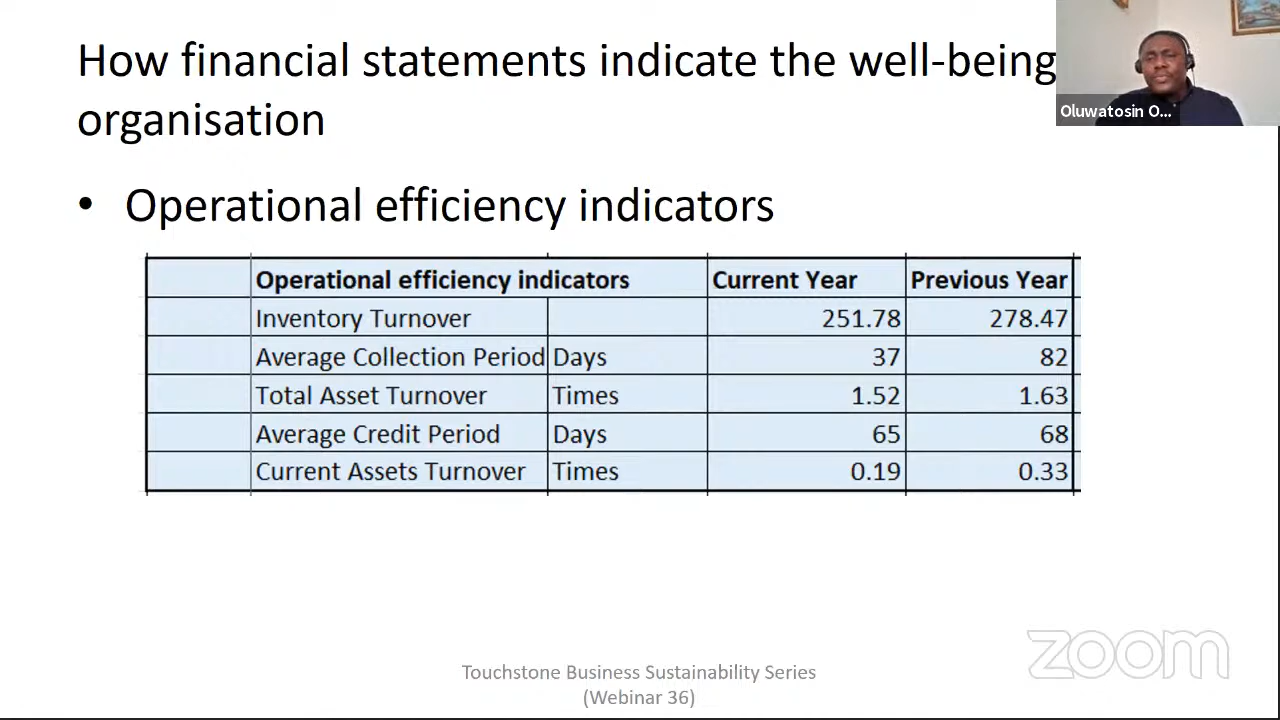 How financial statements indicate the well-being
organisation
Oluwatosin O...
• Operational efficiency indicators
Operational efficiency indicators Current Year Previous Year
Inventory Turnover 251.78 278.47
Average Collection Period Days 37 82
Total Asset Turnover Times 1.52 1.63
Average Credit Period Days 65 68
Current Assets Turnover Times 0.19 0.33
Touchstone Business Sustainability Series
(Webinar 36)
zoom